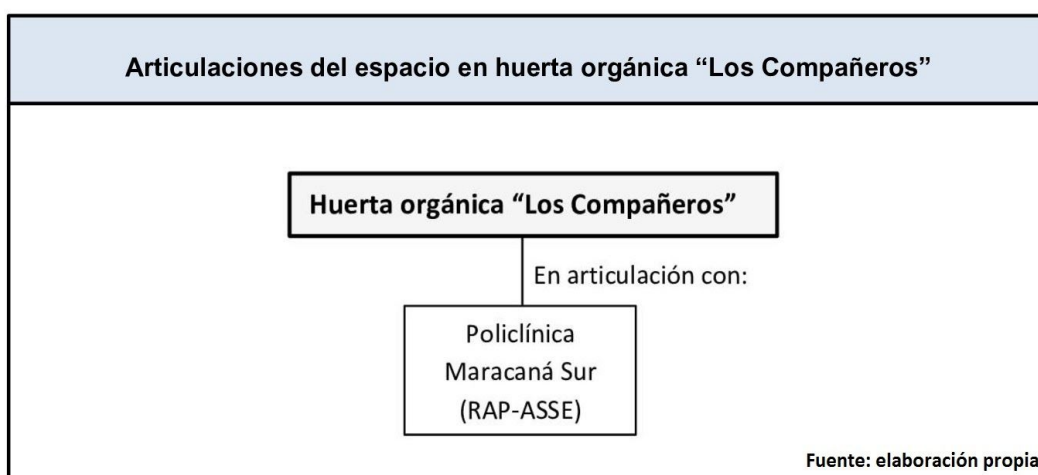 Articulaciones del espacio en huerta orgánica “Los Compañeros”
Huerta orgánica “Los Compañeros”
En articulación con:
Policlínica
Maracaná Sur
(RAP-ASSE)
Fuente: elaboración propia